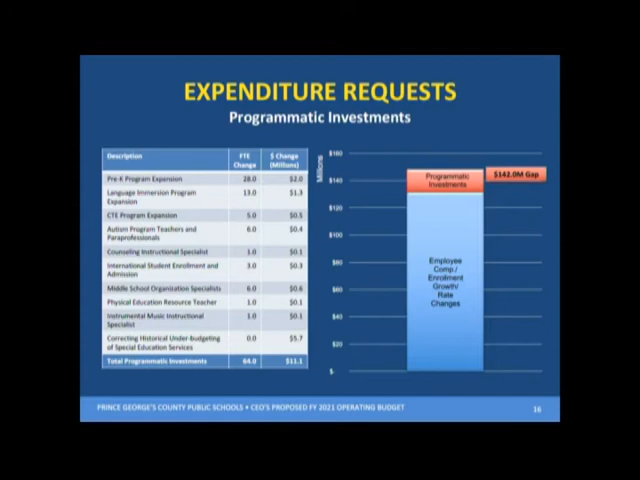 EXPENDITURE REQUESTS
Programmatic Investments
Description FTE Change $ Change (Millions)
Pre-K Program Expansion 28.0 $2.0
Language Immersion Program Expansion 13.0 $1.3
CTE Program Expansion 5.0 $0.5
Autism Program Teachers and Paraprofessionals 6.0 $0.4
Counseling Instructional Specialist 1.0 $0.1
International Student Enrollment and Admission 3.0 $0.3
Middle School Organization Specialists 6.0 $0.6
Physical Education Resource Teacher 1.0 $0.1
Instrumental Music Instructional Specialist 1.0 $0.1
Correcting Historical Under-budgeting of Special Education Services 0.0 $5.7
Total Programmatic Investments 64.0 $11.1
Millions
$160
$140
$120
$100
$80
$60
$40
$20
$-
Programmatic
Investments
$142.0M Gap
Employee
Comp./
Enrollment
Growth/
Rate
Changes
PRINCE GEORGE'S COUNTY PUBLIC SCHOOLS • CEO'S PROPOSED FY 2021 OPERATING BUDGET
16